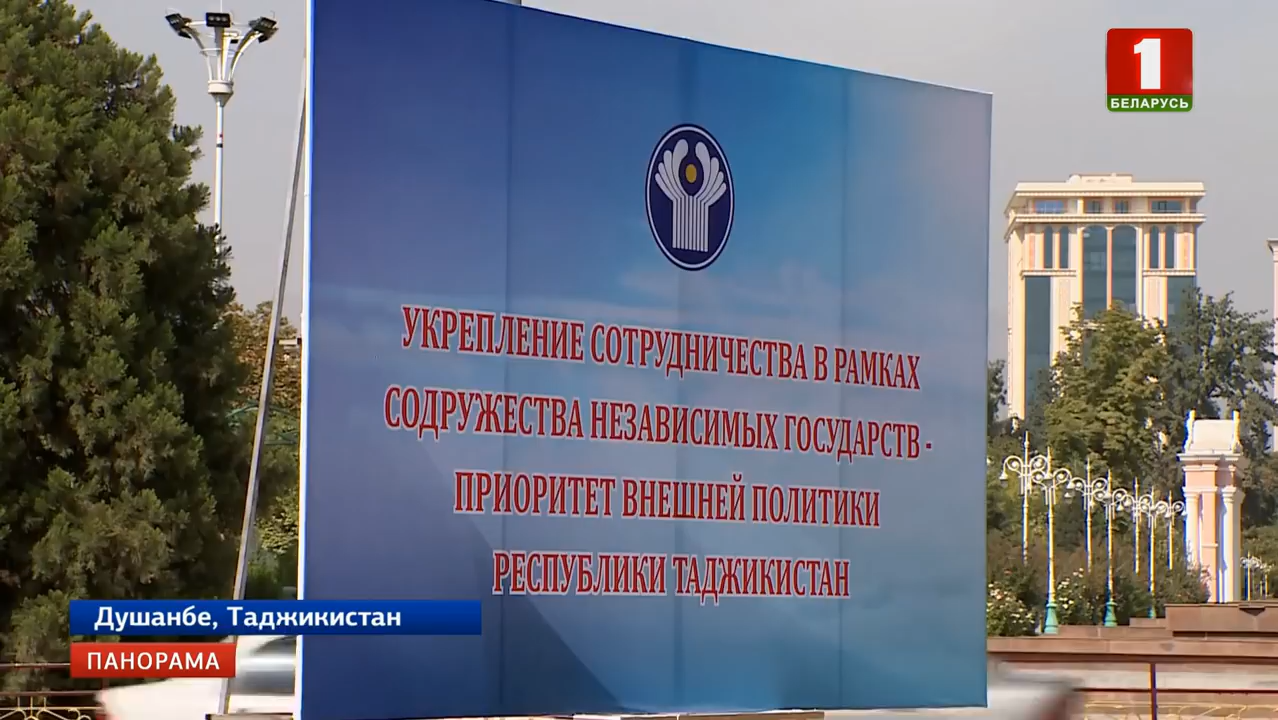 1
БЕЛАРУСЬ
УКРЕПЛЕНИЕ СОТРУДНИЧЕСТВА В РАМКАХ
СОДРУЖЕСТВА НЕЗАВИСИМЫХ ГОСУДАРСТВ -
ПРИОРИТЕТ ВНЕШНЕЙ ПОЛИТИКИ
РЕСПУБЛИКИ ТАДЖИКИСТАН
Душанбе, Таджикистан
ПАНОРАМА